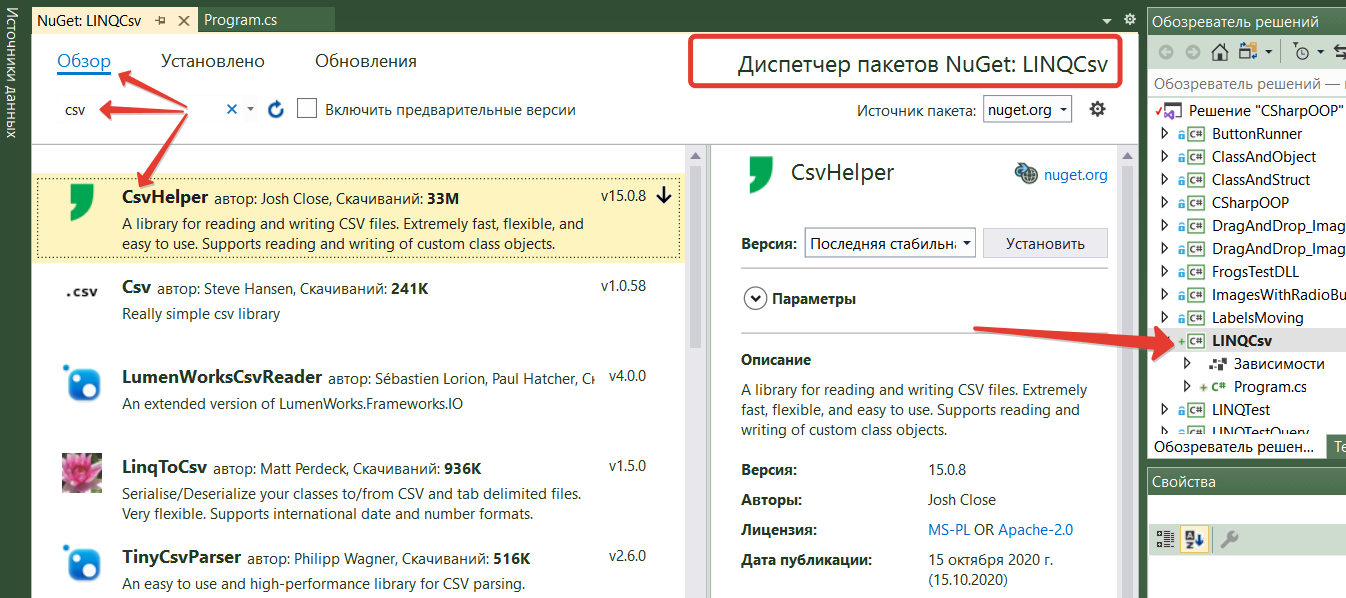 Источники данных
NuGet: LINQCsv
Program.cs
Обзор
Установлено
Обновления
Диспетчер пакетов NuGet: LINQCsv
csv
Включить предварительные версии
Источник пакета: nuget.org
CsvHelper автор: Josh Close, Скачиваний: 33M
v15.0.8
A library for reading and writing CSV files. Extremely fast, flexible, and
easy to use. Supports reading and writing of custom class objects.
.csv
Csv автор: Steve Hansen, Скачиваний: 241K
v1.0.58
Really simple csv library
LumenWorksCsvReader автор: Sébastien Lorion, Paul Hatcher, Ск
v4.0.0
An extended version of LumenWorks.Frameworks.IO
LinqToCsv автор: Matt Perdeck, Скачиваний: 936K
v1.5.0
Serialise/Deserialize your classes to/from CSV and tab delimited files.
Very flexible. Supports international date and number formats.
TinyCsvParser автор: Philipp Wagner, Скачиваний: 516K
v2.6.0
An easy to use and high-performance library for CSV parsing.
CsvHelper
nuget.org
Версия: Последняя стабильна
Установить
Параметры
Описание
A library for reading and writing CSV files. Extremely
fast, flexible, and easy to use. Supports reading and
writing of custom class objects.
Версия: 15.0.8
Авторы: Josh Close
Лицензия: MS-PL OR Apache-2.0
Дата публикации: 15 октября 2020 г.
(15.10.2020)
Обозреватель решений
Обозреватель решений —
Решение "CSharpOOP"
C# ButtonRunner
C# ClassAndObject
C# ClassAndStruct
C# CSharpOOP
C# DragAndDrop_Imag
C# DragAndDrop_Imag
C# FrogsTestDLL
C# ImagesWithRadioBu
C# LabelsMoving
C# LINQCsv
Зависимости
C# Program.cs
C# LINQTest
C# LINQTestQuery
Обозреватель решен...
Те
Свойства